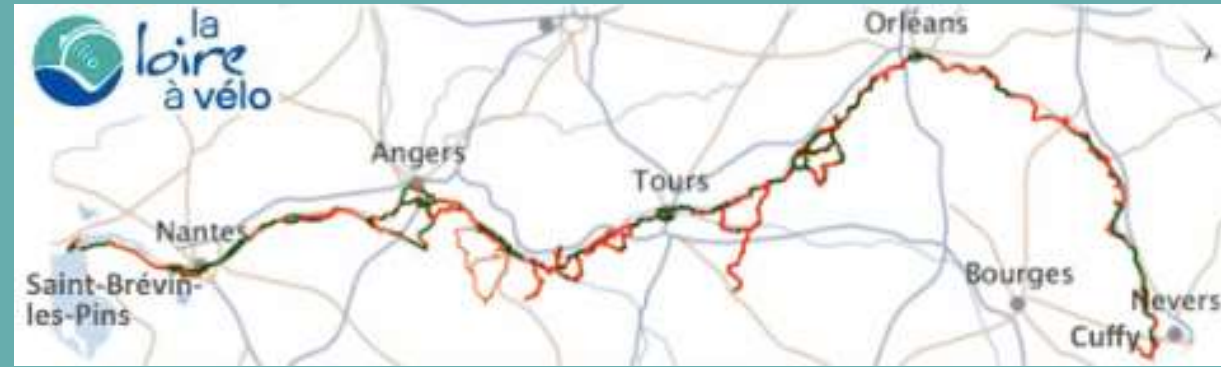 la
loire
à vélo
Orléans
Angers
Tours
Nantes
Saint-Brévin-
les-Pins
Bourges
Nevers
Cuffy